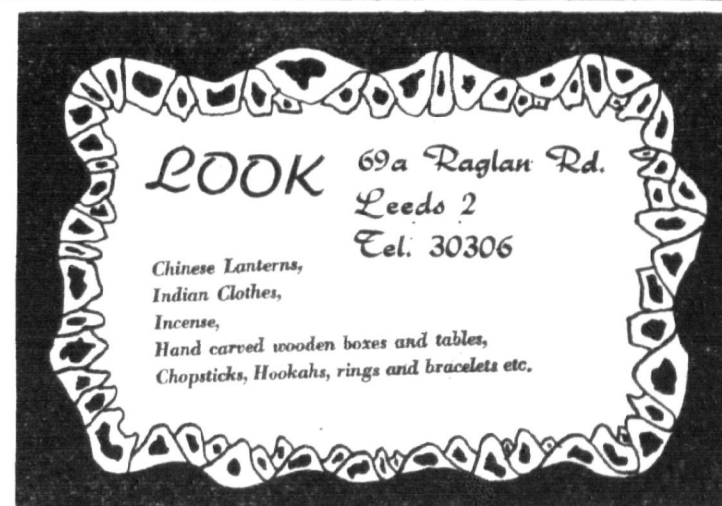 LOOK
69a Raglan Rd.
Leeds 2
Tel. 30306
Chinese Lanterns,
Indian Clothes,
Incense,
Hand carved wooden boxes and tables,
Chopsticks, Hookahs, rings and bracelets etc.